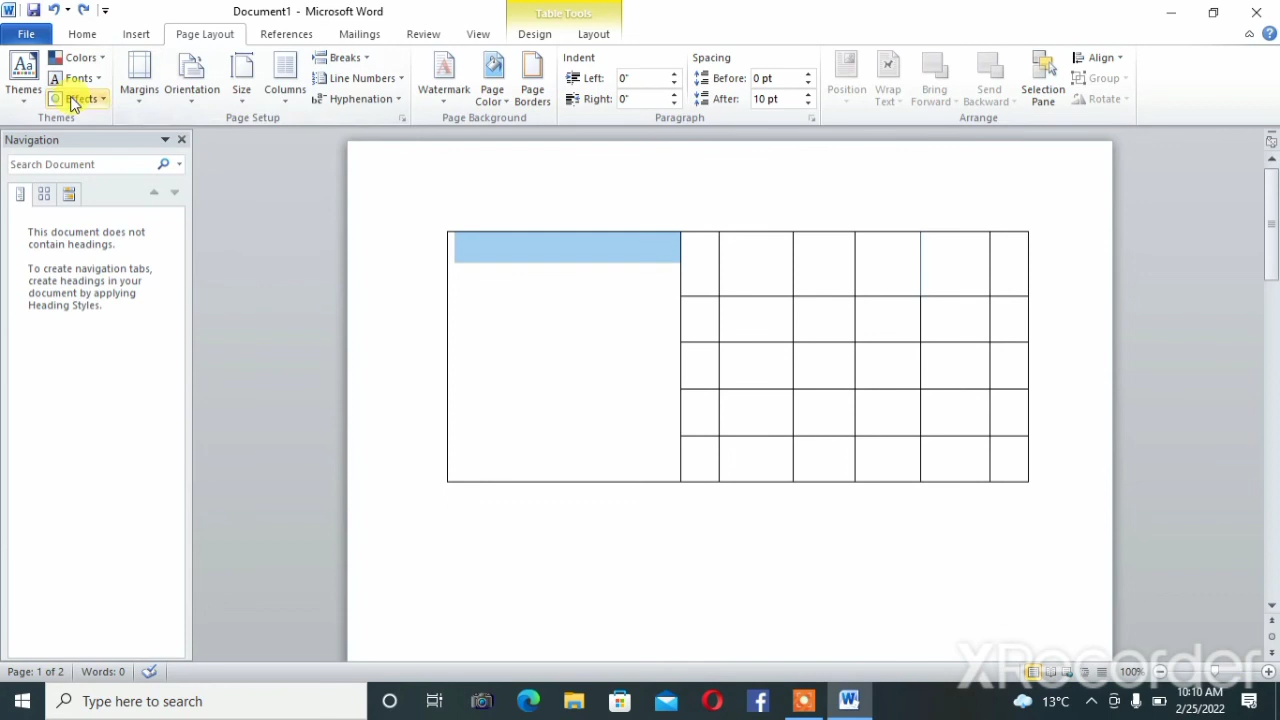 Document1 - Microsoft Word
Table Tools
File Home Insert Page Layout References Mailings Review View Design Layout
Themes
Colors
Fonts
Effects
Themes
Margins
Orientation
Size
Columns
Breaks
Line Numbers
Hyphenation
Page Setup
Watermark
Page
Color
Page
Borders
Page Background
Indent
Left: 0"
Right: 0"
Spacing
Before: 0 pt
After: 10 pt
Paragraph
Position
Wrap
Text
Bring
Forward
Send
Backward
Selection
Pane
Align
Group
Rotate
Arrange
Navigation
Search Document
This document does not
contain headings.
To create navigation tabs,
create headings in your
document by applying
Heading Styles.
Page: 1 of 2 Words: 0
100%
XRecorder
Type here to search
13°C
10:10 AM
2/25/2022